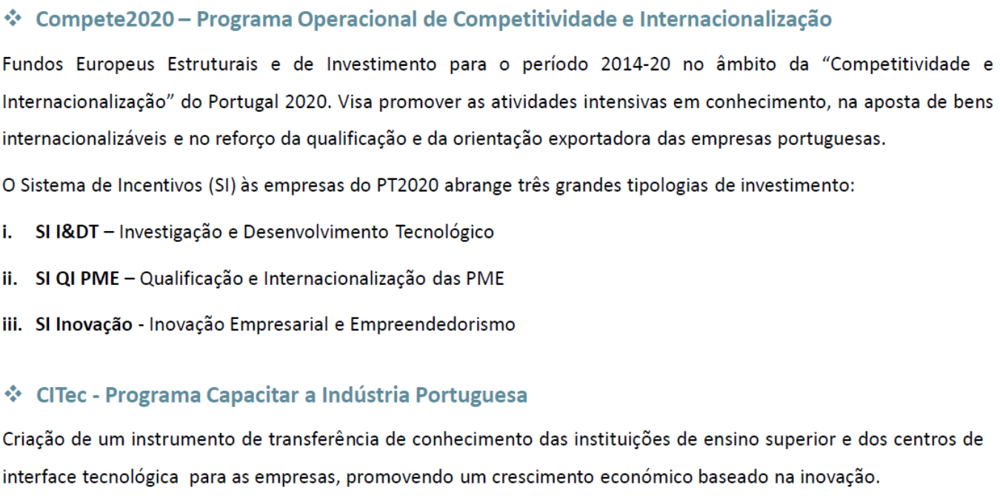 ❖ Compete2020 – Programa Operacional de Competitividade e Internacionalização
Fundos Europeus Estruturais e de Investimento para o período 2014-20 no âmbito da “Competitividade e
Internacionalização” do Portugal 2020. Visa promover as atividades intensivas em conhecimento, na aposta de bens
internacionalizáveis e no reforço da qualificação e da orientação exportadora das empresas portuguesas.
O Sistema de Incentivos (SI) às empresas do PT2020 abrange três grandes tipologias de investimento:
i. SI I&DT – Investigação e Desenvolvimento Tecnológico
ii. SI QI PME – Qualificação e Internacionalização das PME
iii. SI Inovação - Inovação Empresarial e Empreendedorismo
❖ CITec - Programa Capacitar a Indústria Portuguesa
Criação de um instrumento de transferência de conhecimento das instituições de ensino superior e dos centros de
interface tecnológica para as empresas, promovendo um crescimento económico baseado na inovação.